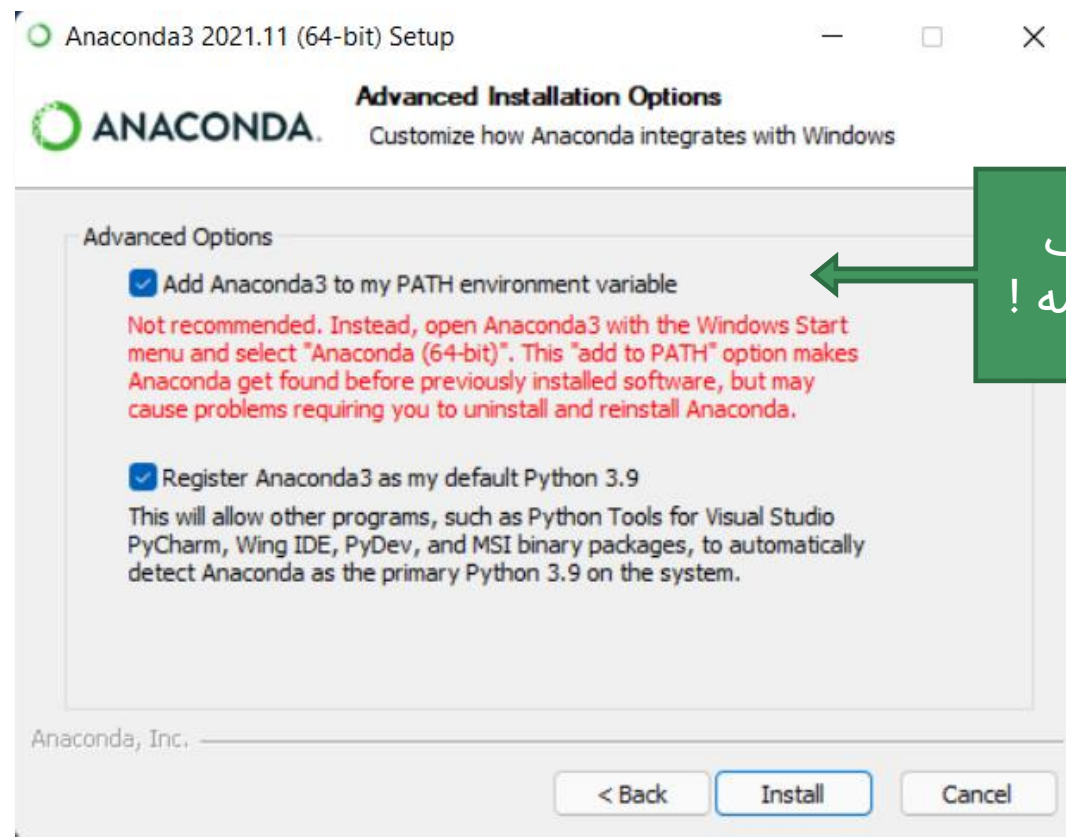 Anaconda3 2021.11 (64-bit) Setup
ANACONDA.
Advanced Installation Options
Customize how Anaconda integrates with Windows
Advanced Options
Add Anaconda3 to my PATH environment variable
Not recommended. Instead, open Anaconda3 with the Windows Start
menu and select "Anaconda (64-bit)". This "add to PATH" option makes
Anaconda get found before previously installed software, but may
cause problems requiring you to uninstall and reinstall Anaconda.
Register Anaconda3 as my default Python 3.9
This will allow other programs, such as Python Tools for Visual Studio
PyCharm, Wing IDE, PyDev, and MSI binary packages, to automatically
detect Anaconda as the primary Python 3.9 on the system.
Anaconda, Inc.
< Back
Install
Cancel